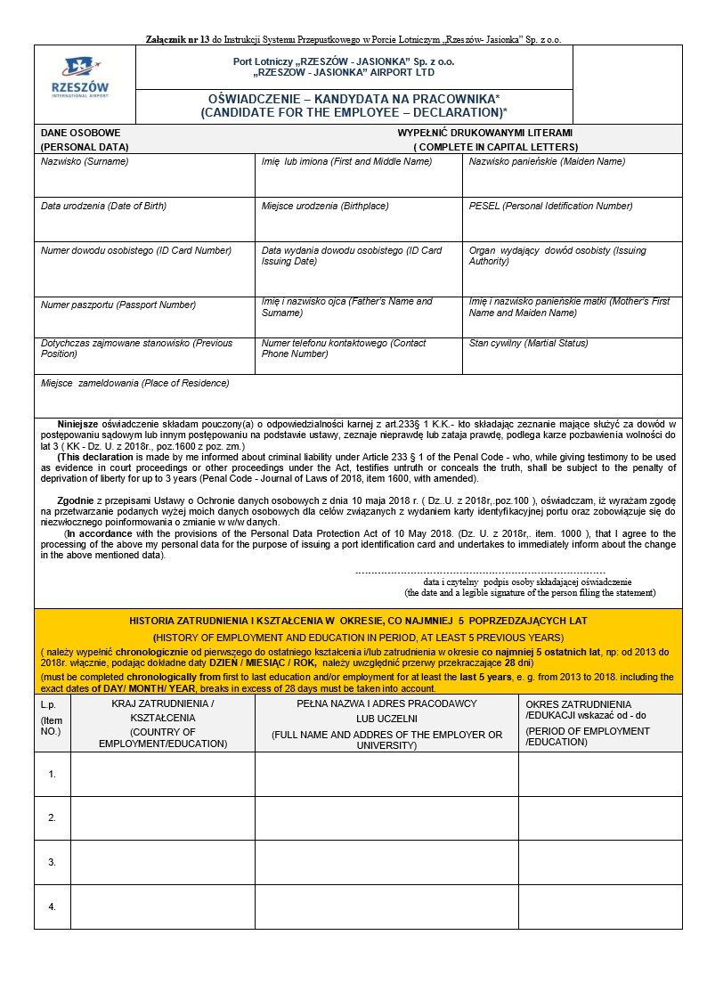 Załącznik nr 13 do Instrukcji Systemu Przepustkowego w Porcie Lotniczym „Rzeszów- Jasionka” Sp. z o.o.
RZESZÓW
INTERNATIONAL AIRPORT
Port Lotniczy „RZESZÓW - JASIONKA” Sp. z o.o.
„RZESZOW - JASIONKA” AIRPORT LTD
OŚWIADCZENIE – KANDYDATA NA PRACOWNIKA*
(CANDIDATE FOR THE EMPLOYEE – DECLARATION)*
DANE OSOBOWE
(PERSONAL DATA)
WYPEŁNIĆ DRUKOWANYMI LITERAMI
( COMPLETE IN CAPITAL LETTERS)
Nazwisko (Surname)
Imię lub imiona (First and Middle Name)
Nazwisko panieńskie (Maiden Name)
Data urodzenia (Date of Birth)
Miejsce urodzenia (Birthplace)
PESEL (Personal Idetification Number)
Numer dowodu osobistego (ID Card Number)
Data wydania dowodu osobistego (ID Card
Issuing Date)
Organ wydający dowód osobisty (Issuing
Authority)
Numer paszportu (Passport Number)
Imię i nazwisko ojca (Father's Name and
Surname)
Imię i nazwisko panieńskie matki (Mother's First
Name and Maiden Name)
Dotychczas zajmowane stanowisko (Previous
Position)
Numer telefonu kontaktowego (Contact
Phone Number)
Stan cywilny (Martial Status)
Miejsce zameldowania (Place of Residence)
Niniejsze oświadczenie składam pouczony(a) o odpowiedzialności karnej z art.233§ 1 K.K.- kto składając zeznanie mające służyć za dowód w
postępowaniu sądowym lub innym postępowaniu na podstawie ustawy, zeznaje nieprawdę lub zataja prawdę, podlega karze pozbawienia wolności do
lat 3 ( KK - Dz. U. z 2018r., poz.1600 z poz. zm.)
(This declaration is made by me informed about criminal liability under Article 233 § 1 of the Penal Code - who, while giving testimony to be used
as evidence in court proceedings or other proceedings under the Act, testifies untruth or conceals the truth, shall be subject to the penalty of
deprivation of liberty for up to 3 years (Penal Code - Journal of Laws of 2018, item 1600, with amended).
Zgodnie z przepisami Ustawy o Ochronie danych osobowych z dnia 10 maja 2018 r. ( Dz..U. z 2018r,.poz.100 ), oświadczam, iż wyrażam zgodę
na przetwarzanie podanych wyżej moich danych osobowych dla celów związanych z wydaniem karty identyfikacyjnej portu oraz zobowiązuje się do
niezwłocznego poinformowania o zmianie w w/w danych.
(In accordance with the provisions of the Personal Data Protection Act of 10 May 2018. (Dz. U. z 2018r,. item. 1000 ), that I agree to the
processing of the above my personal data for the purpose of issuing a port identification card and undertakes to immediately inform about the change
in the above mentioned data).
data i czytelny podpis osoby składającej oświadczenie
(the date and a legible signature of the person filing the statement)
HISTORIA ZATRUDNIENIA I KSZTAŁCENIA W OKRESIE, CO NAJMNIEJ 5 POPRZEDZAJĄCYCH LAT
(HISTORY OF EMPLOYMENT AND EDUCATION IN PERIOD, AT LEAST 5 PREVIOUS YEARS)
( należy wypełnić chronologicznie od pierwszego do ostatniego kształcenia i/lub zatrudnienia w okresie co najmniej 5 ostatnich lat, np: od 2013 do
2018r. włącznie, podając dokładne daty DZIEŃ / MIESIĄC / ROK, należy uwzględnić przerwy przekraczające 28 dni)
(must be completed chronologically from first to last education and/or employment for at least the last 5 years, e. g. from 2013 to 2018. including the
exact dates of DAY/ MONTH/ YEAR, breaks in excess of 28 days must be taken into account.
L.p.
(Item
NO.)
KRAJ ZATRUDNIENIA /
KSZTAŁCENIA
(COUNTRY OF
EMPLOYMENT/EDUCATION)
PEŁNA NAZWA I ADRES PRACODAWCY
LUB UCZELNI
(FULL NAME AND ADDRES OF THE EMPLOYER OR
UNIVERSITY)
OKRES ZATRUDNIENIA
/EDUKACJI wskazać od - do
(PERIOD OF EMPLOYMENT
/EDUCATION)
1.
2.
3.
4.